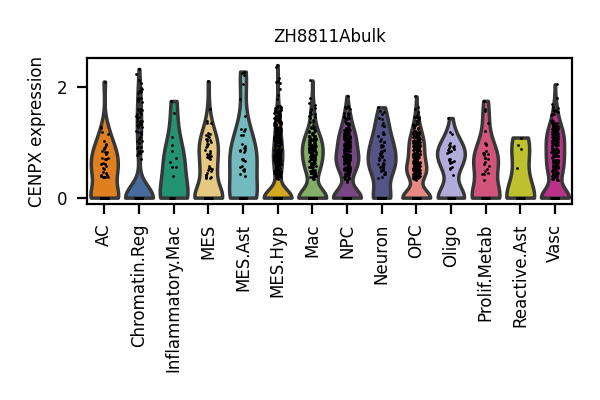 ZH8811Abulk
CENPX expression
2
0
AC
Chromatin.Reg
Inflammatory.Mac
MES
MES.Ast
MES.Hyp
Mac
NPC
Neuron
OPC
Oligo
Prolif.Metab
Reactive.Ast
Vasc